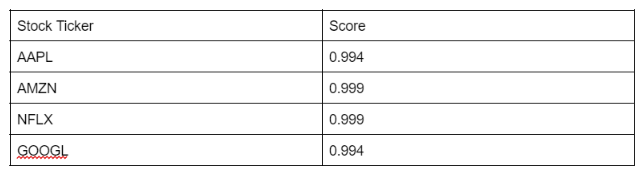 Stock Ticker Score
AAPL 0.994
AMZN 0.999
NFLX 0.999
GOOGL 0.994